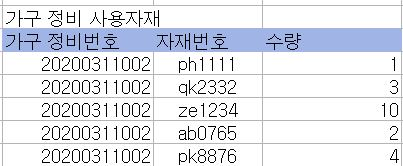 가구 정비 사용자재
가구 정비번호 자재번호 수량
20200311002 ph1111 1
20200311002 qk2332 3
20200311002 ze1234 10
20200311002 ab0765 2
20200311002 pk8876 4